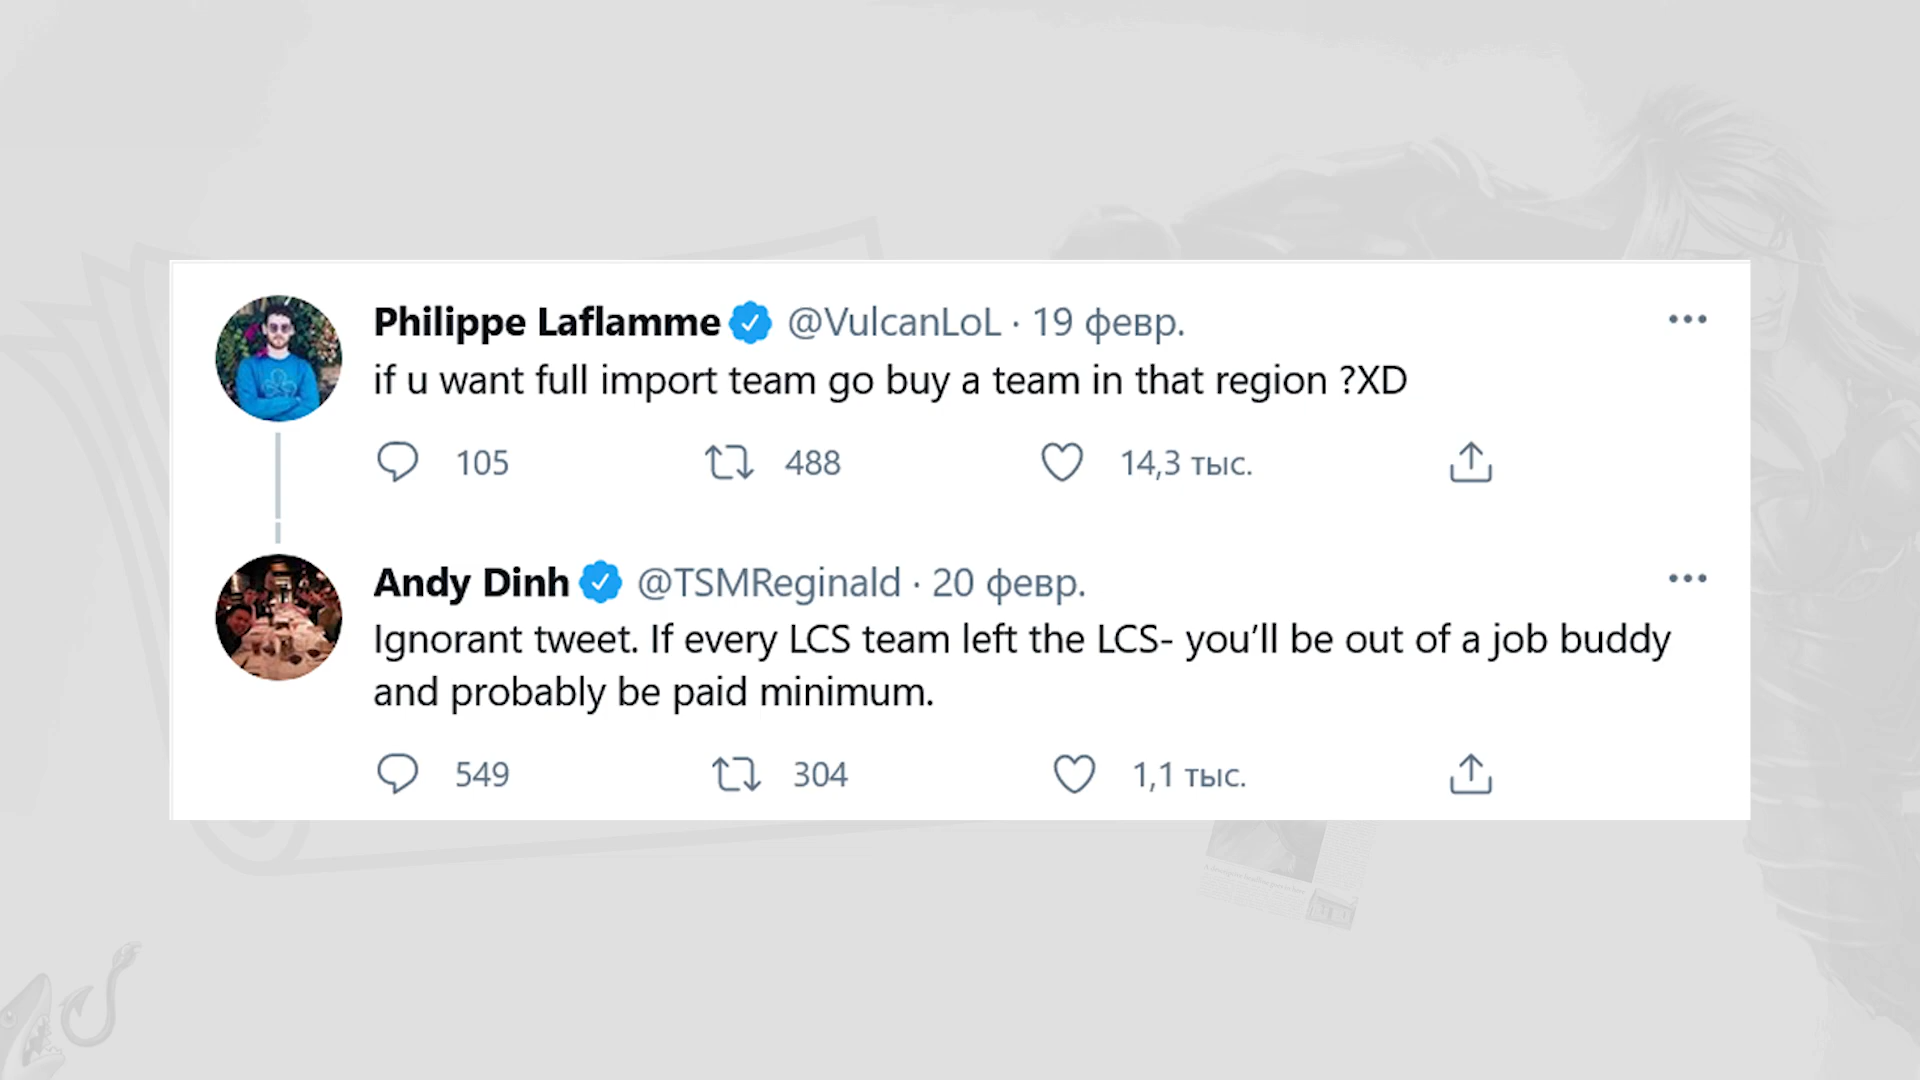 Philippe Laflamme @VulcanLoL · 19 февр.
if u want full import team go buy a team in that region ?XD
105 488 14,3 тыс.
Andy Dinh @TSMReginald · 20 февр.
Ignorant tweet. If every LCS team left the LCS- you’ll be out of a job buddy
and probably be paid minimum.
549 304 1,1 тыс.